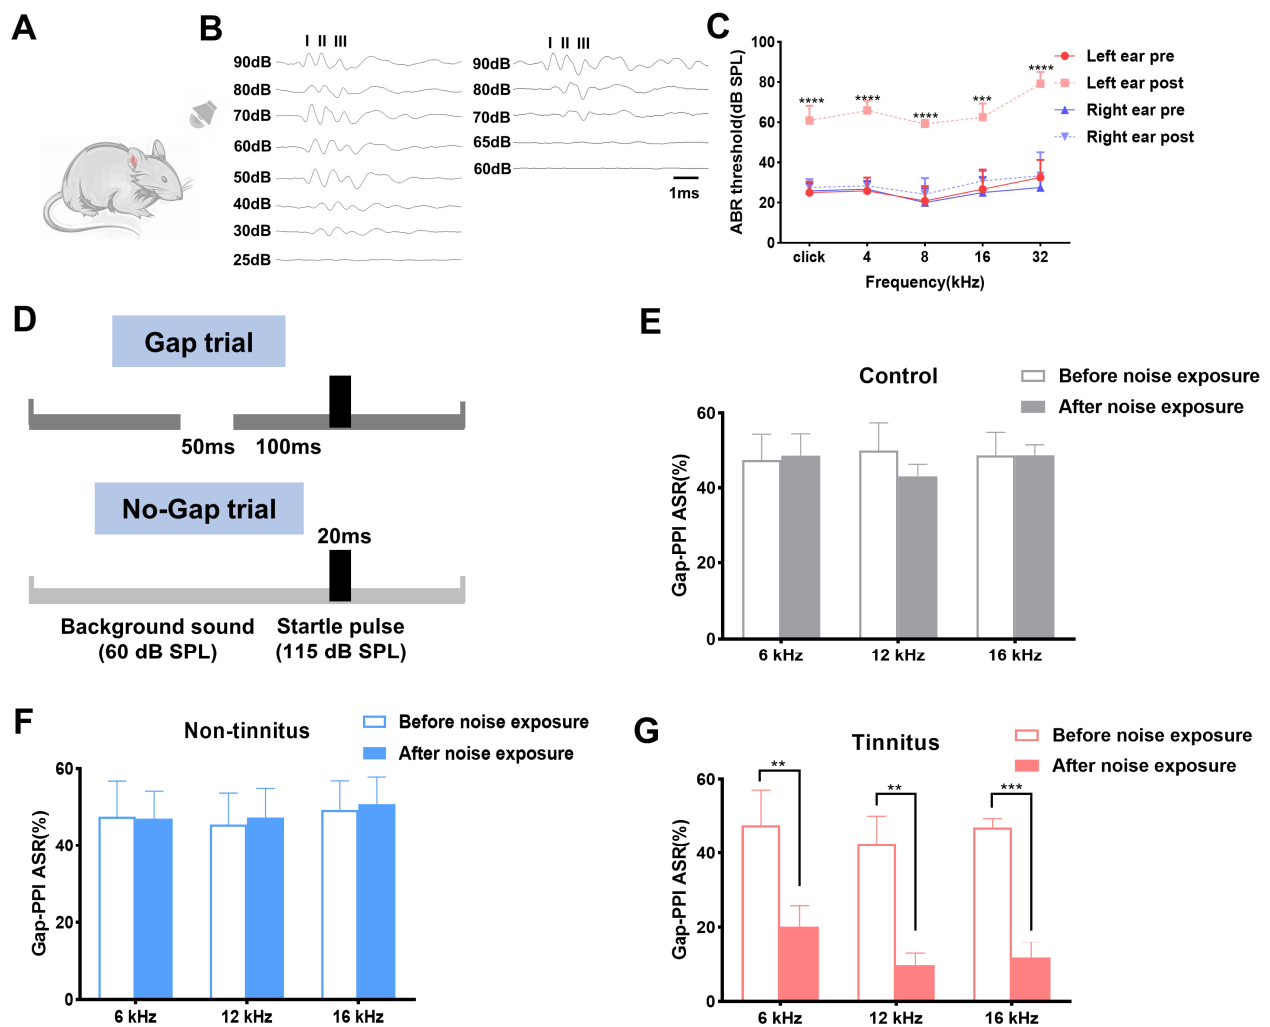 A
B
I II III
90dB
80dB
70dB
60dB
50dB
40dB
30dB
25dB
I II III
90dB
80dB
70dB
65dB
60dB
1ms
C
ABR threshold(dB SPL)
100
80
60
40
20
0
****
****
****
***
****
click 4 8 16 32
Frequency(kHz)
Left ear pre
Left ear post
Right ear pre
Right ear post
D
Gap trial
50ms 100ms
No-Gap trial
20ms
Background sound
(60 dB SPL)
Startle pulse
(115 dB SPL)
E
Control
Before noise exposure
After noise exposure
Gap-PPI ASR(%)
60
40
20
0
6 kHz 12 kHz 16 kHz
F
Non-tinnitus
Before noise exposure
After noise exposure
Gap-PPI ASR(%)
60
40
20
0
6 kHz 12 kHz 16 kHz
G
Tinnitus
Before noise exposure
After noise exposure
Gap-PPI ASR(%)
60
40
20
0
**
**
***
6 kHz 12 kHz 16 kHz